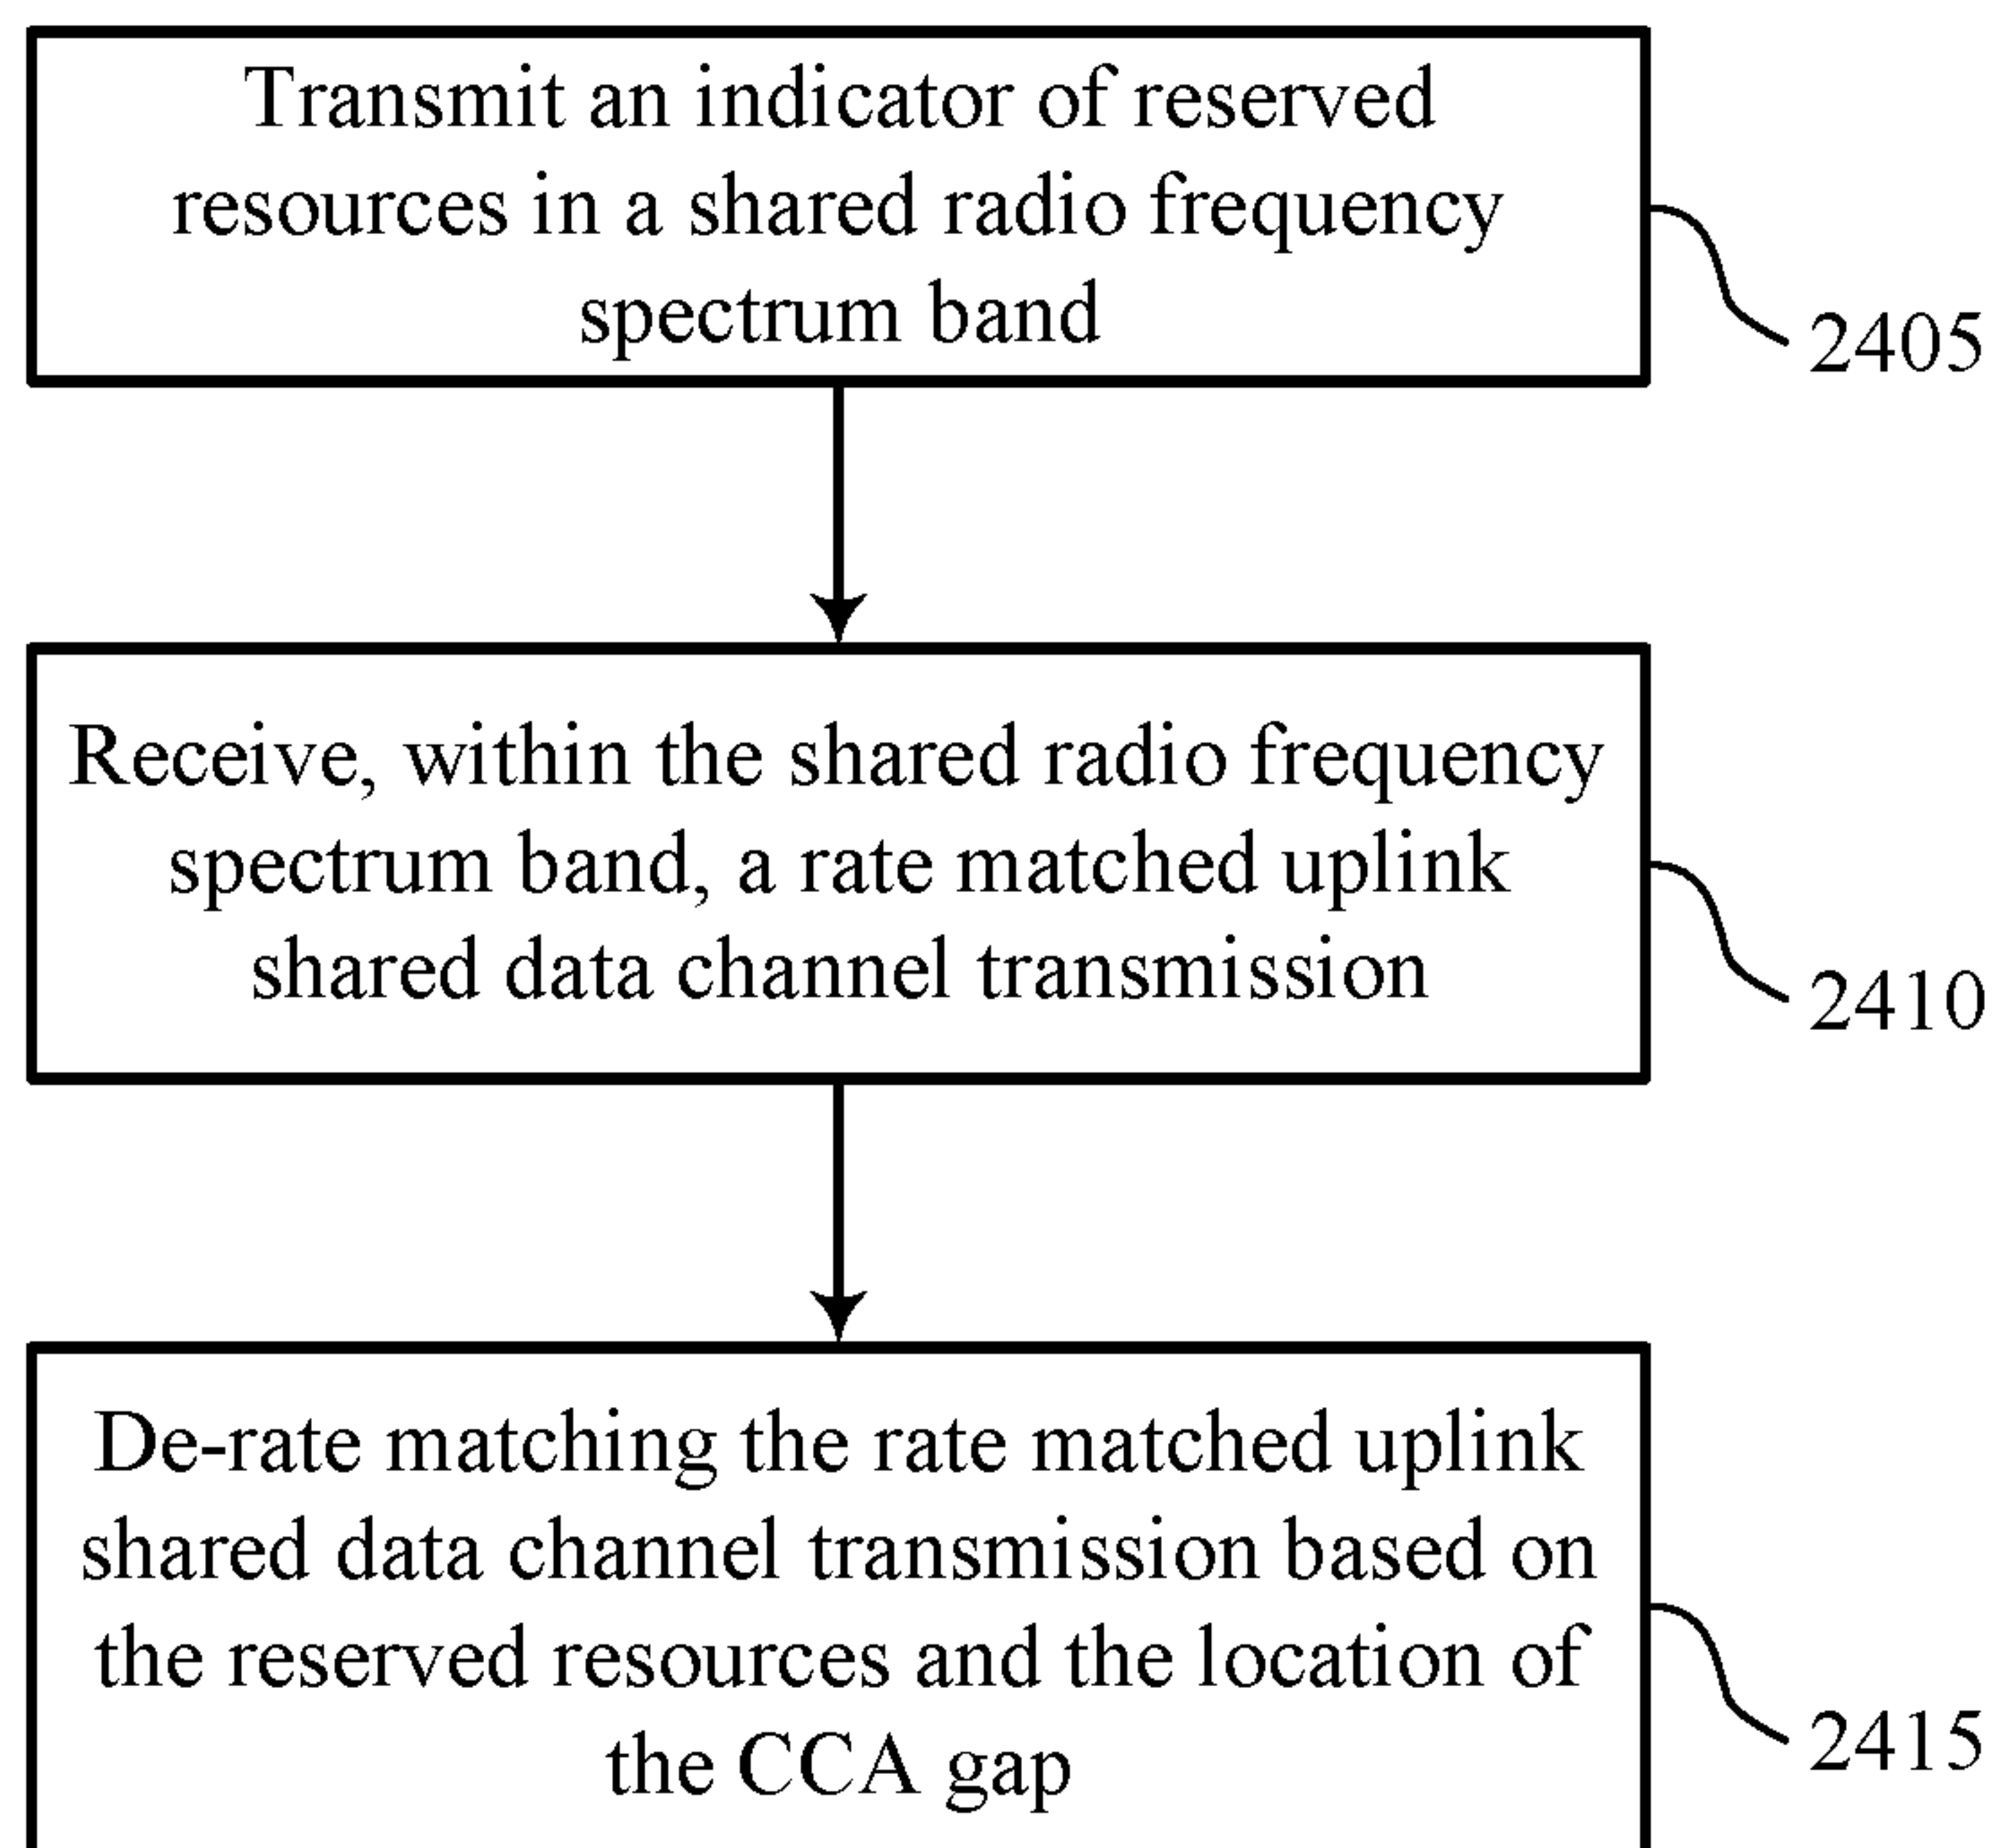 Transmit an indicator of reserved
resources in a shared radio frequency
spectrum band
2405
Receive, within the shared radio frequency
spectrum band, a rate matched uplink
shared data channel transmission
2410
De-rate matching the rate matched uplink
shared data channel transmission based on
the reserved resources and the location of
the CCA gap
2415